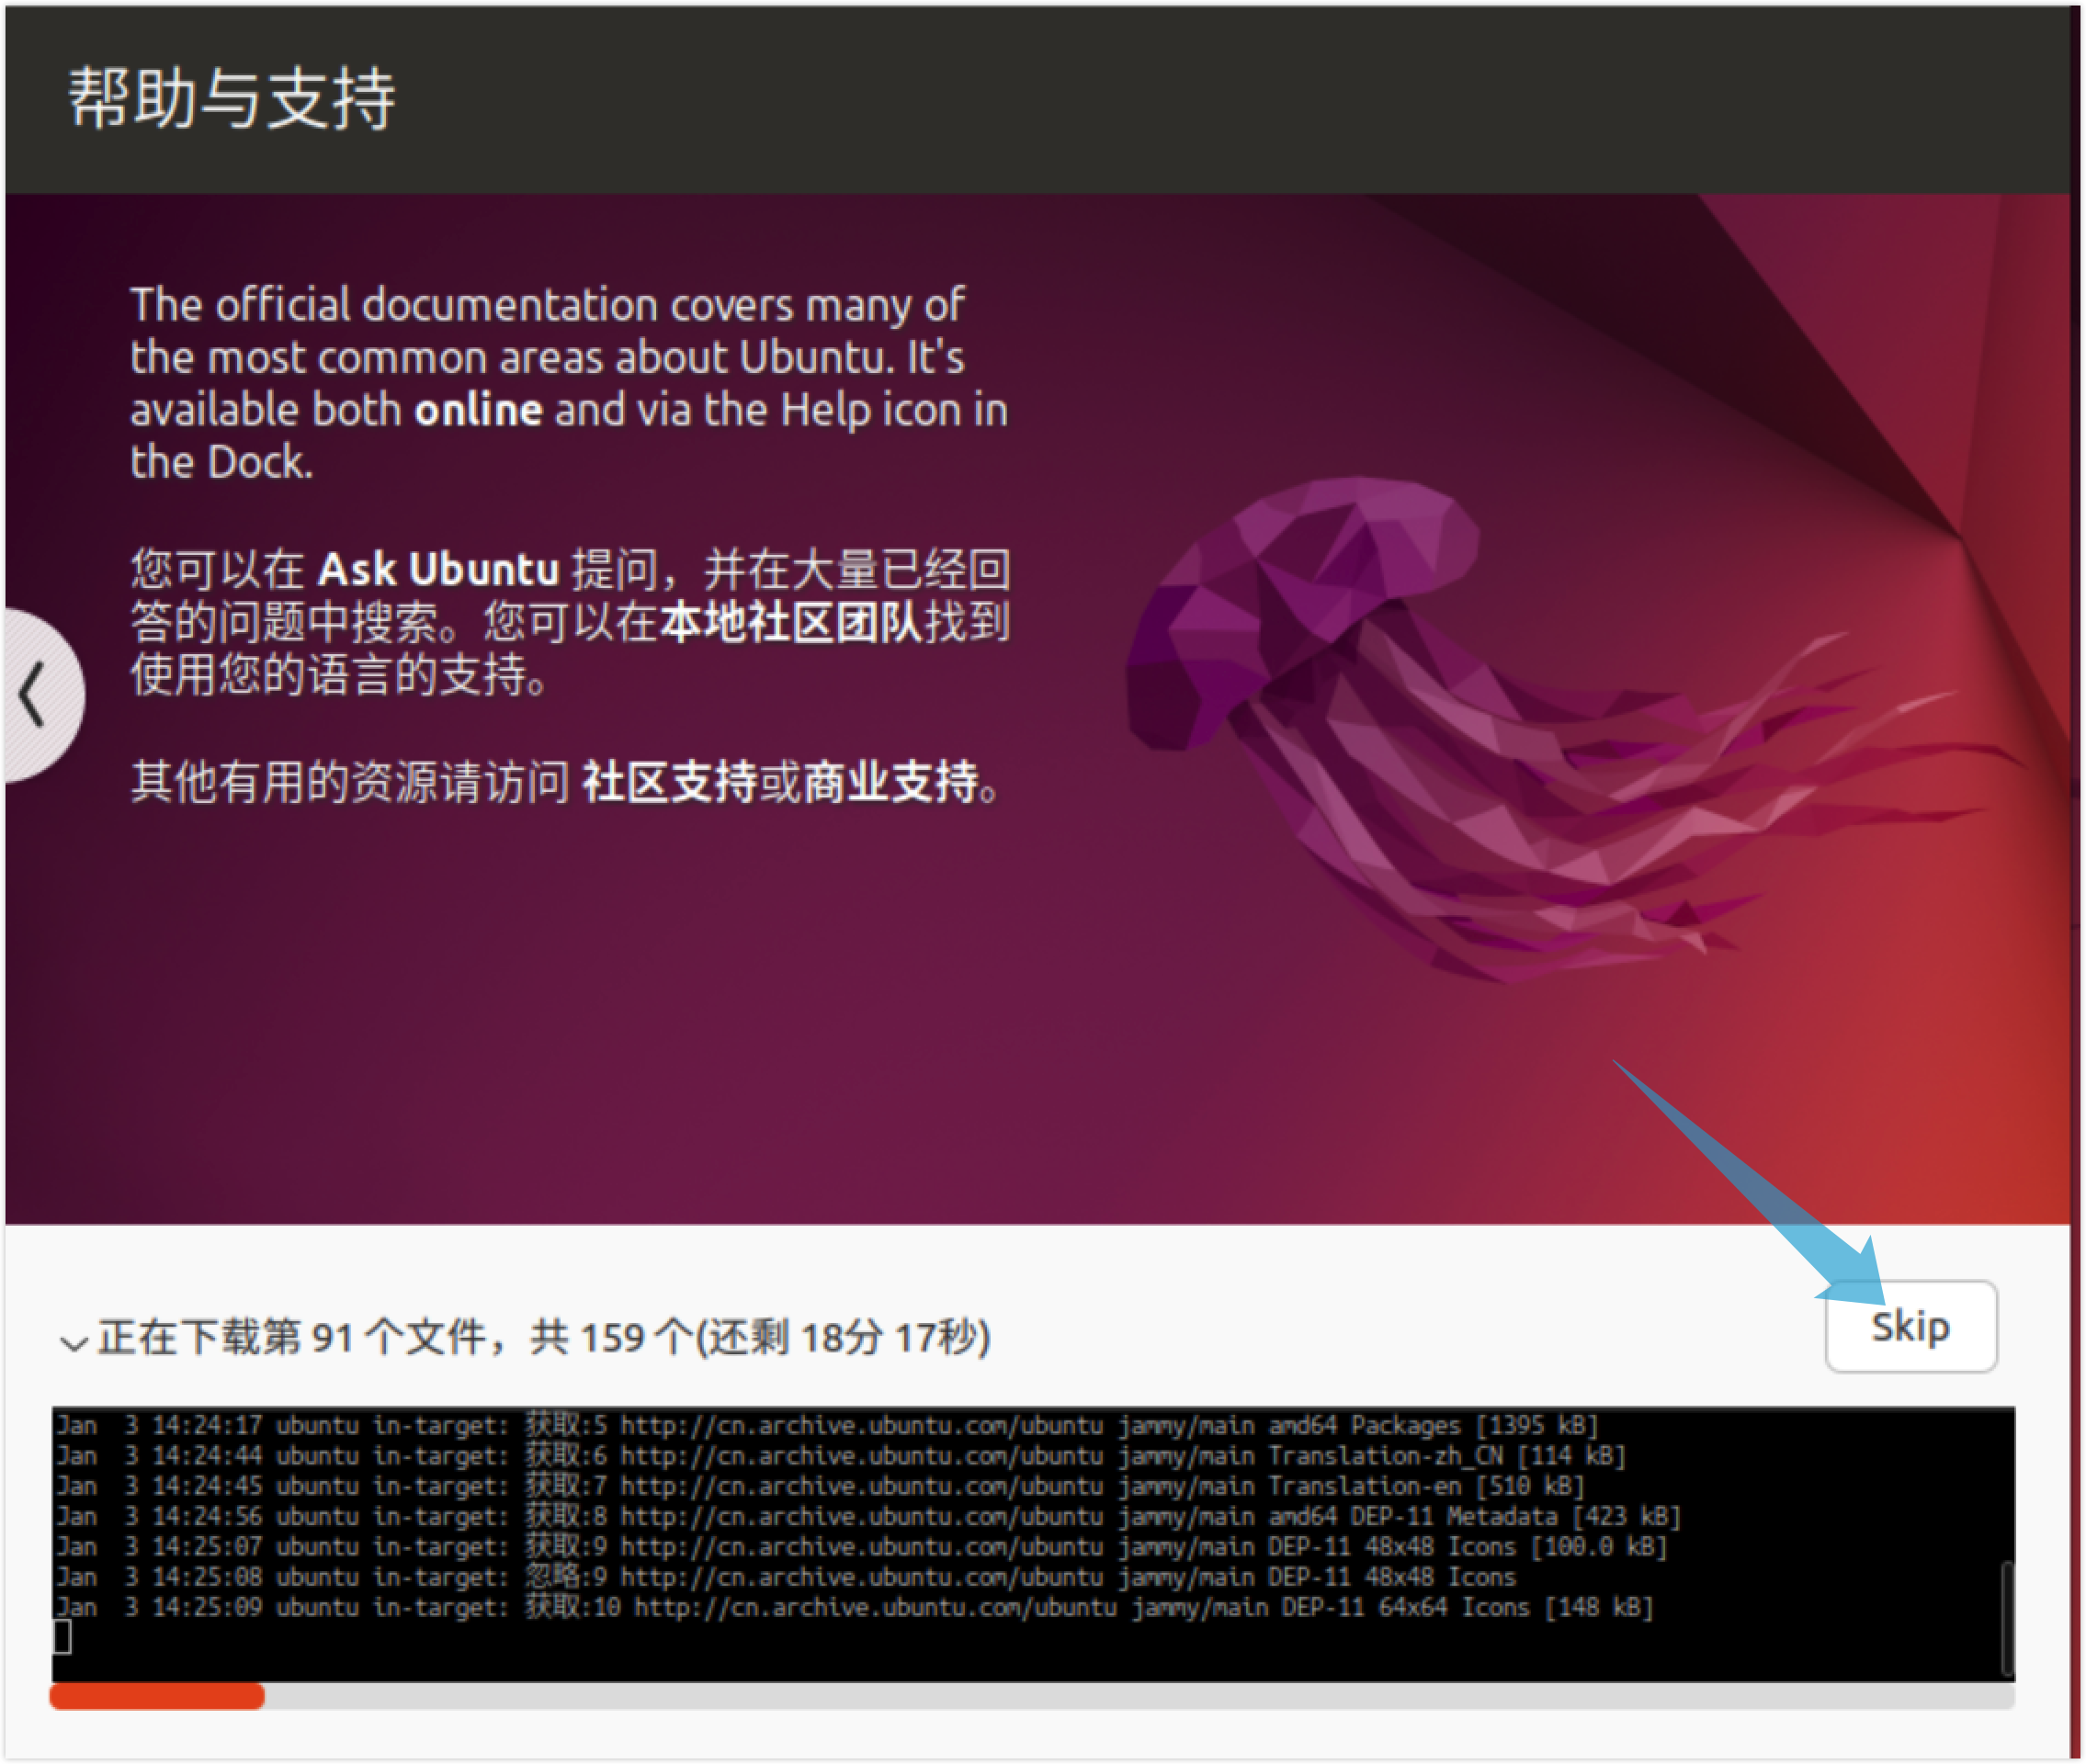 帮助与支持
The official documentation covers many of
the most common areas about Ubuntu. It's
available both online and via the Help icon in
the Dock.
您可以在 Ask Ubuntu 提问，并在大量已经回
答的问题中搜索。您可以在本地社区团队找到
使用您的语言的支持。
其他有用的资源请访问 社区支持或商业支持。
正在下载第 91 个文件，共 159 个(还剩 18分 17秒)
Skip
Jan  3 14:24:17 ubuntu in-target: 获取:5 http://cn.archive.ubuntu.com/ubuntu jammy/main amd64 Packages [1395 kB]
Jan  3 14:24:44 ubuntu in-target: 获取:6 http://cn.archive.ubuntu.com/ubuntu jammy/main Translation-zh_CN [114 kB]
Jan  3 14:24:45 ubuntu in-target: 获取:7 http://cn.archive.ubuntu.com/ubuntu jammy/main Translation-en [510 kB]
Jan  3 14:24:56 ubuntu in-target: 获取:8 http://cn.archive.ubuntu.com/ubuntu jammy/main amd64 DEP-11 Metadata [423 kB]
Jan  3 14:25:07 ubuntu in-target: 获取:9 http://cn.archive.ubuntu.com/ubuntu jammy/main DEP-11 48x48 Icons [100.0 kB]
Jan  3 14:25:08 ubuntu in-target: 忽略:9 http://cn.archive.ubuntu.com/ubuntu jammy/main DEP-11 48x48 Icons
Jan  3 14:25:09 ubuntu in-target: 获取:10 http://cn.archive.ubuntu.com/ubuntu jammy/main DEP-11 64x64 Icons [148 kB]